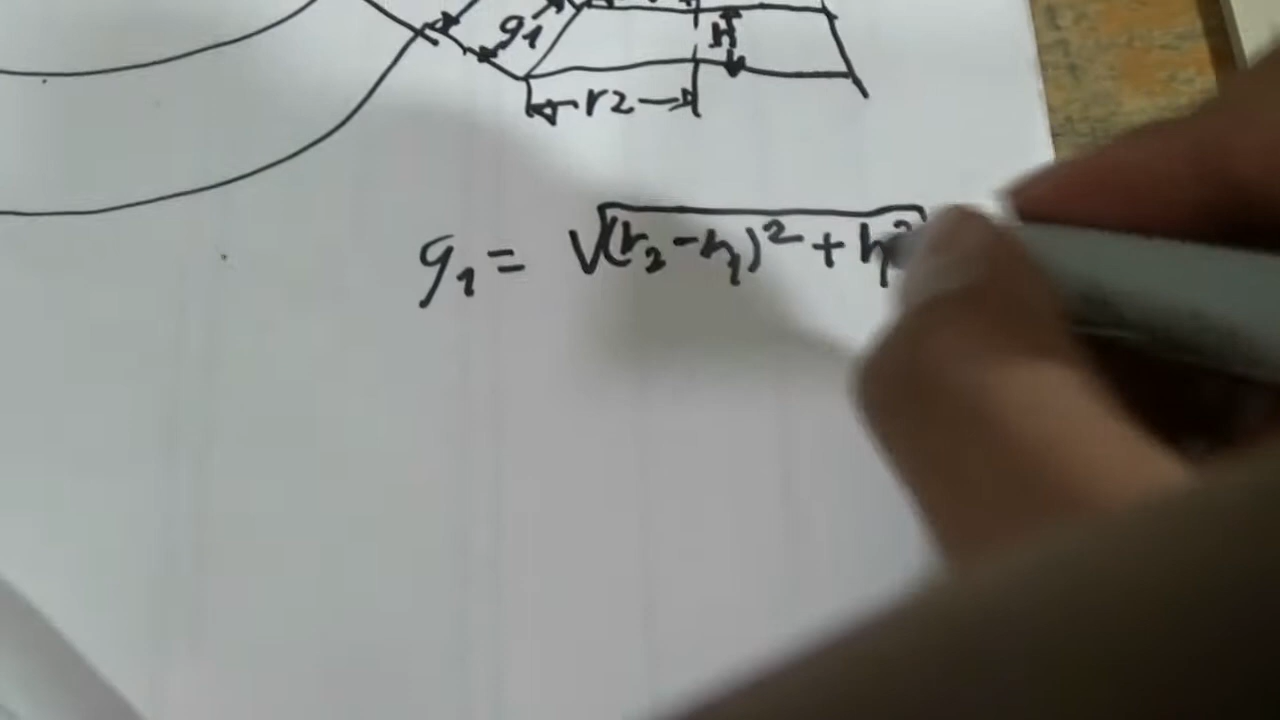 g1
h
r2
g₁ = √(r₂ - r₁)² + h²